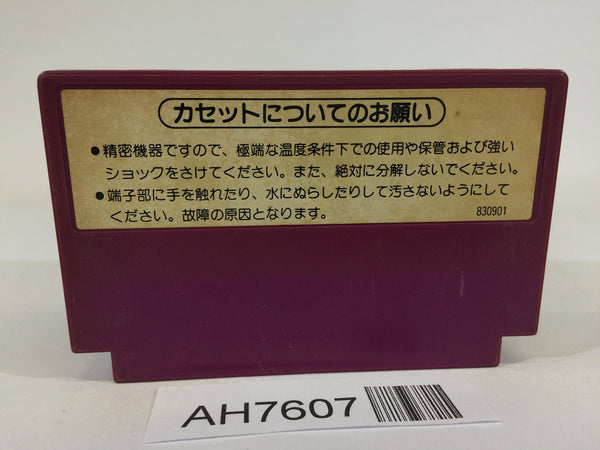 カセットについてのお願い
●精密機器ですので、極端な温度条件下での使用や保管および強い
ショックをさけてください。また、絶対に分解しないでください。
●端子部に手を触れたり、水にぬらしたりして汚さないようにして
ください。故障の原因となります。
830901
AH7607